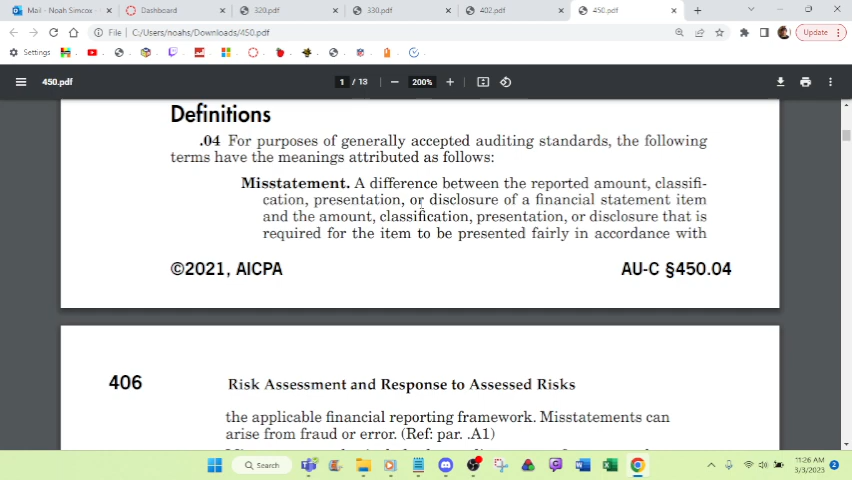 Mail - Noah Simcox - Dashboard 320.pdf 330.pdf 402.pdf 450.pdf
File C:/Users/noahs/Downloads/450.pdf Update
Settings
450.pdf 1 / 13 200%
Definitions
.04 For purposes of generally accepted auditing standards, the following
terms have the meanings attributed as follows:
Misstatement. A difference between the reported amount, classifi-
cation, presentation, or disclosure of a financial statement item
and the amount, classification, presentation, or disclosure that is
required for the item to be presented fairly in accordance with
©2021, AICPA AU-C §450.04
406 Risk Assessment and Response to Assessed Risks
the applicable financial reporting framework. Misstatements can
arise from fraud or error. (Ref: par. .A1)
Search
11:26 AM
3/3/2023
2